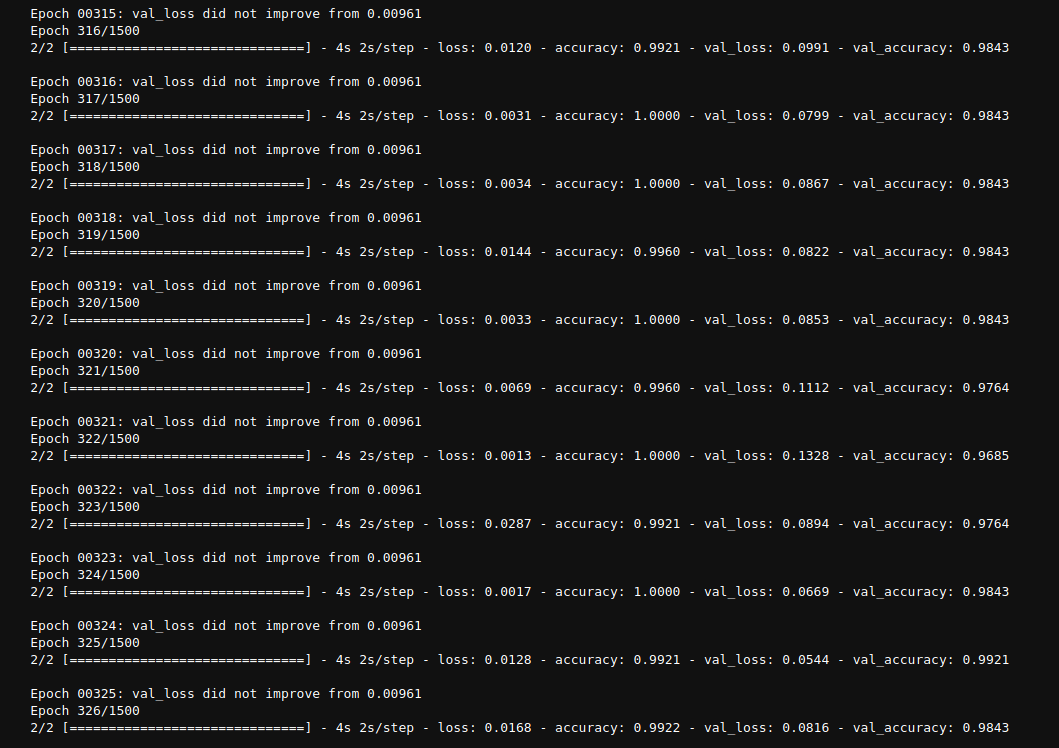 Epoch 00315: val_loss did not improve from 0.00961
Epoch 316/1500
2/2 [==============================] - 4s 2s/step - loss: 0.0120 - accuracy: 0.9921 - val_loss: 0.0991 - val_accuracy: 0.9843
Epoch 00316: val_loss did not improve from 0.00961
Epoch 317/1500
2/2 [==============================] - 4s 2s/step - loss: 0.0031 - accuracy: 1.0000 - val_loss: 0.0799 - val_accuracy: 0.9843
Epoch 00317: val_loss did not improve from 0.00961
Epoch 318/1500
2/2 [==============================] - 4s 2s/step - loss: 0.0034 - accuracy: 1.0000 - val_loss: 0.0867 - val_accuracy: 0.9843
Epoch 00318: val_loss did not improve from 0.00961
Epoch 319/1500
2/2 [==============================] - 4s 2s/step - loss: 0.0144 - accuracy: 0.9960 - val_loss: 0.0822 - val_accuracy: 0.9843
Epoch 00319: val_loss did not improve from 0.00961
Epoch 320/1500
2/2 [==============================] - 4s 2s/step - loss: 0.0033 - accuracy: 1.0000 - val_loss: 0.0853 - val_accuracy: 0.9843
Epoch 00320: val_loss did not improve from 0.00961
Epoch 321/1500
2/2 [==============================] - 4s 2s/step - loss: 0.0069 - accuracy: 0.9960 - val_loss: 0.1112 - val_accuracy: 0.9764
Epoch 00321: val_loss did not improve from 0.00961
Epoch 322/1500
2/2 [==============================] - 4s 2s/step - loss: 0.0013 - accuracy: 1.0000 - val_loss: 0.1328 - val_accuracy: 0.9685
Epoch 00322: val_loss did not improve from 0.00961
Epoch 323/1500
2/2 [==============================] - 4s 2s/step - loss: 0.0287 - accuracy: 0.9921 - val_loss: 0.0894 - val_accuracy: 0.9764
Epoch 00323: val_loss did not improve from 0.00961
Epoch 324/1500
2/2 [==============================] - 4s 2s/step - loss: 0.0017 - accuracy: 1.0000 - val_loss: 0.0669 - val_accuracy: 0.9843
Epoch 00324: val_loss did not improve from 0.00961
Epoch 325/1500
2/2 [==============================] - 4s 2s/step - loss: 0.0128 - accuracy: 0.9921 - val_loss: 0.0544 - val_accuracy: 0.9921
Epoch 00325: val_loss did not improve from 0.00961
Epoch 326/1500
2/2 [==============================] - 4s 2s/step - loss: 0.0168 - accuracy: 0.9922 - val_loss: 0.0816 - val_accuracy: 0.9843